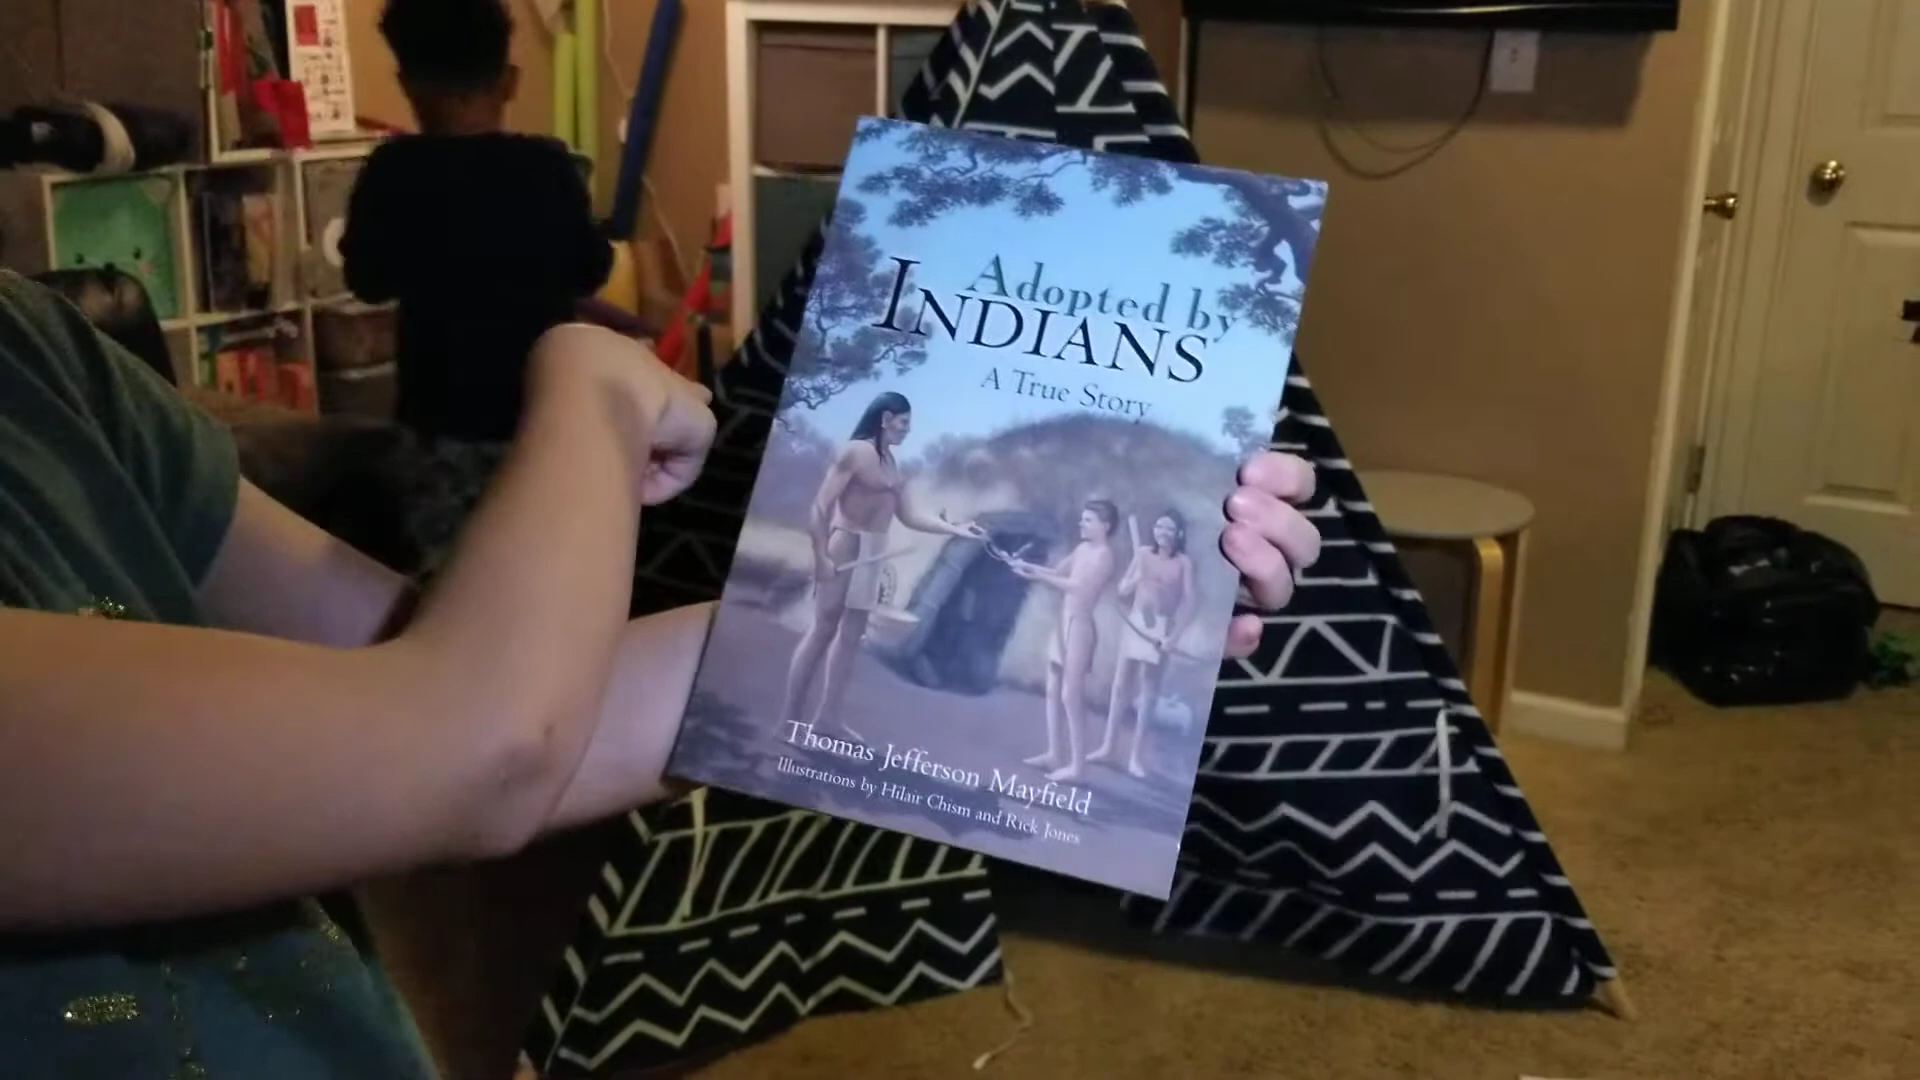 Adopted by
INDIANS
A True Story
Thomas Jefferson Mayfield
Illustrations by Hilair Chism and Rick Jones